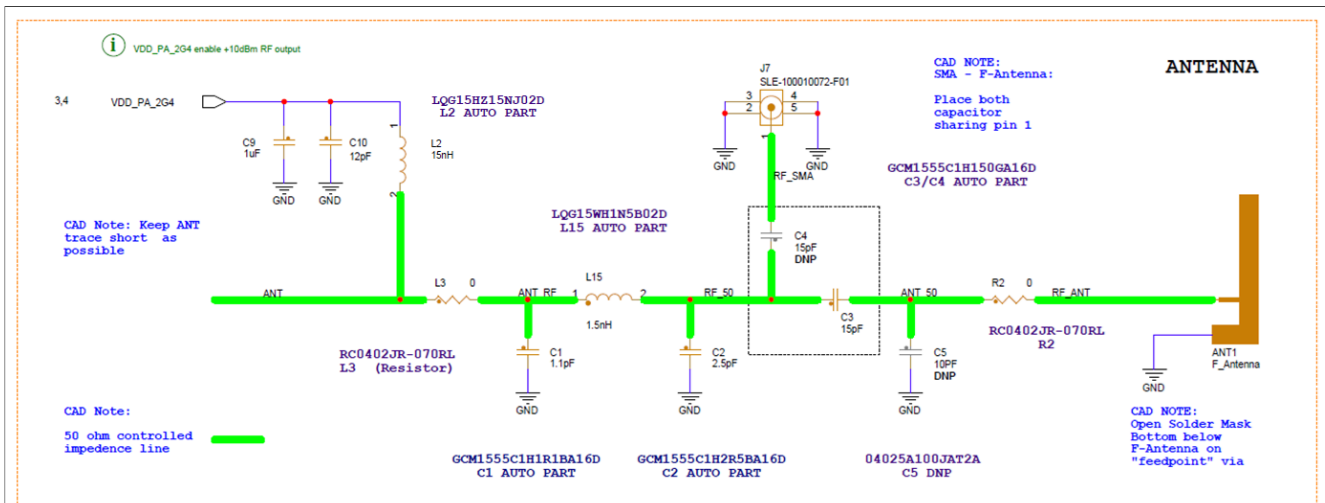 i VDD_PA_2G4 enable +10dBm RF output
ANTENNA
3,4 VDD_PA_2G4
LQG15HZ15NJ02D
L2 AUTO PART
C9
1uF
C10
12pF
1
L2
15nH
2
GND
GND
J7
SLE-100010072-F01
3
2
4
5
1
GND
GND
RF_SMA
CAD NOTE:
SMA - F-Antenna:
Place both
capacitor
sharing pin 1
GCM1555C1H150GA16D
C3/C4 AUTO PART
CAD Note: Keep ANT
trace short as
possible
LQG15WH1N5B02D
L15 AUTO PART
C4
15pF
DNP
ANT
L3
0
ANT_RF
1
L15
2
1.5nH
RF_50
C3
15pF
ANT_50
R2
0
RF_ANT
RC0402JR-070RL
L3 (Resistor)
C1
1.1pF
GND
C2
2.5pF
GND
C5
10PF
DNP
GND
RC0402JR-070RL
R2
GND
ANT1
F_Antenna
CAD Note:
50 ohm controlled
impedence line
GCM1555C1H1R1BA16D
C1 AUTO PART
GCM1555C1H2R5BA16D
C2 AUTO PART
04025A100JAT2A
C5 DNP
CAD NOTE:
Open Solder Mask
Bottom below
F-Antenna on
"feedpoint" via